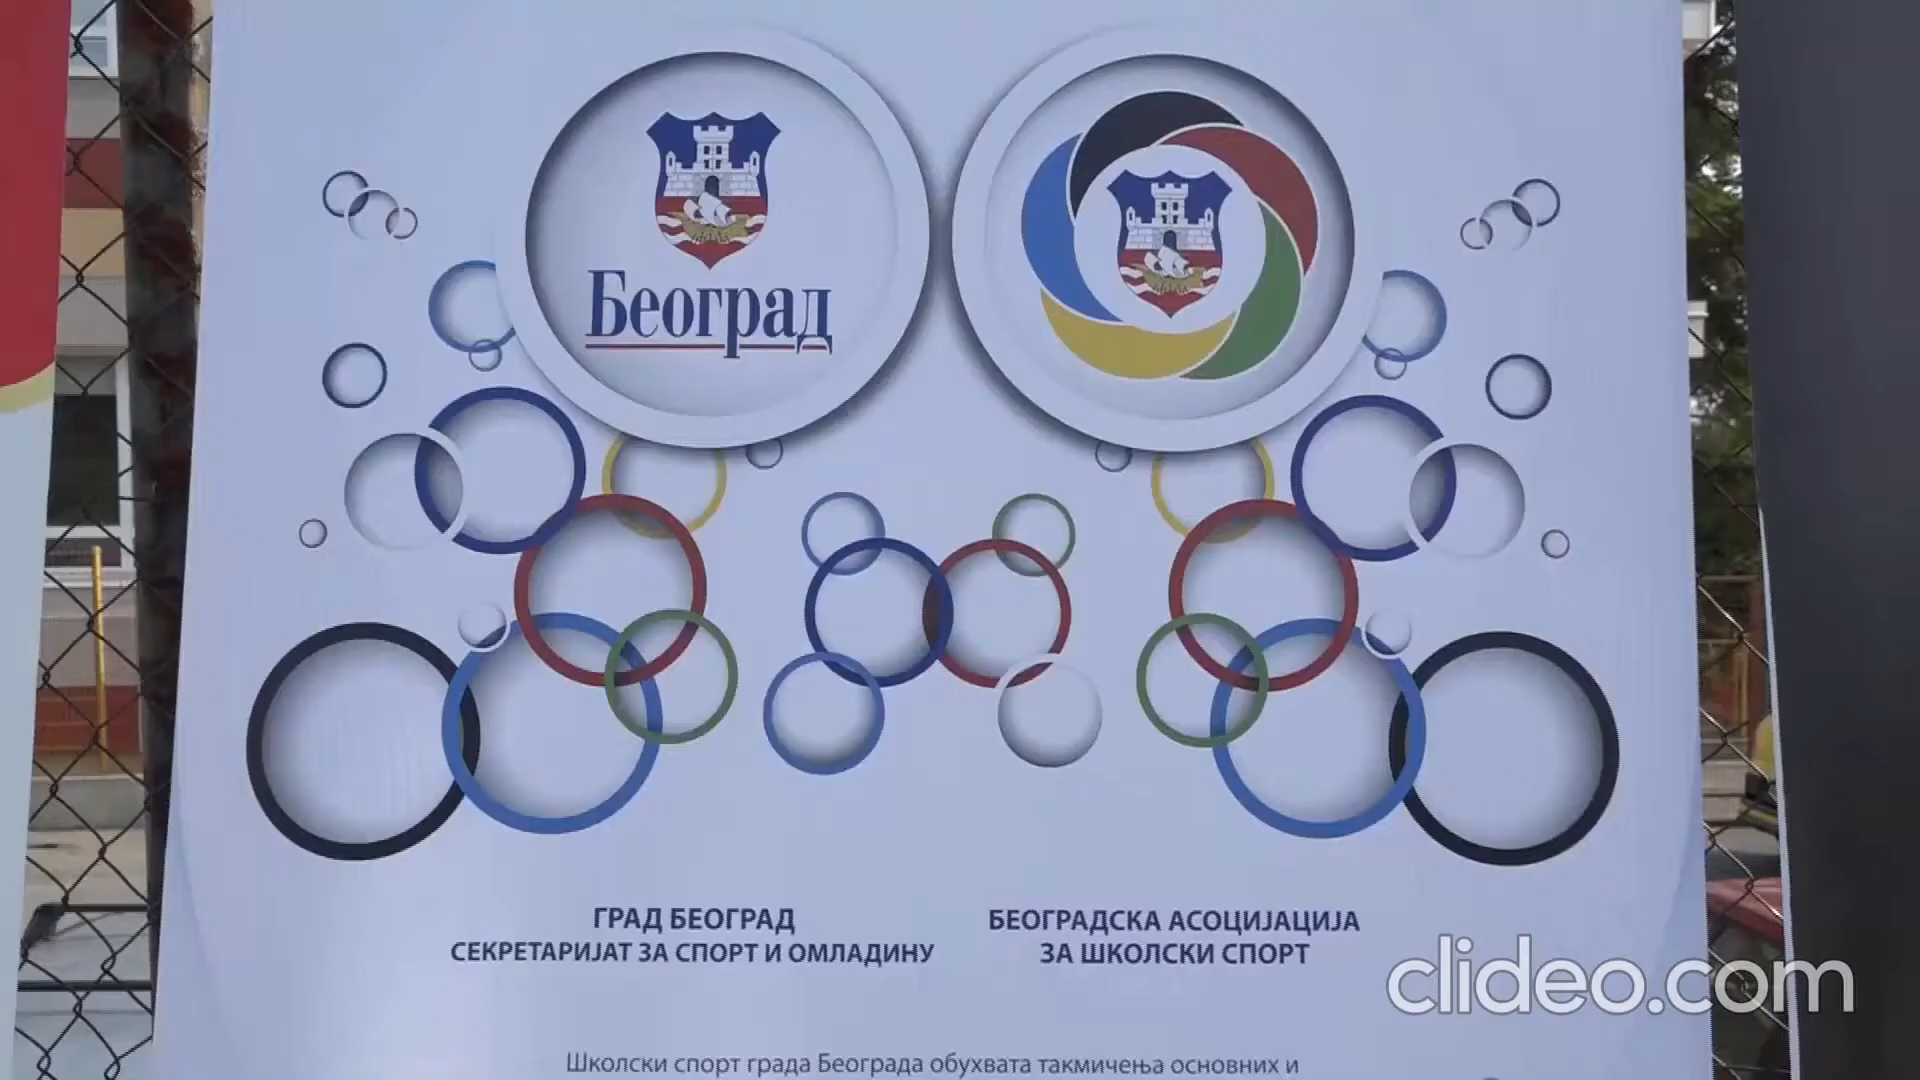 Београд
ГРАД БЕОГРАД
СЕКРЕТАРИЈАТ ЗА СПОРТ И ОМЛАДИНУ
БЕОГРАДСКА АСОЦИЈАЦИЈА
ЗА ШКОЛСКИ СПОРТ
Школски спорт града Београда обухвата такмичења основних и
clideo.com